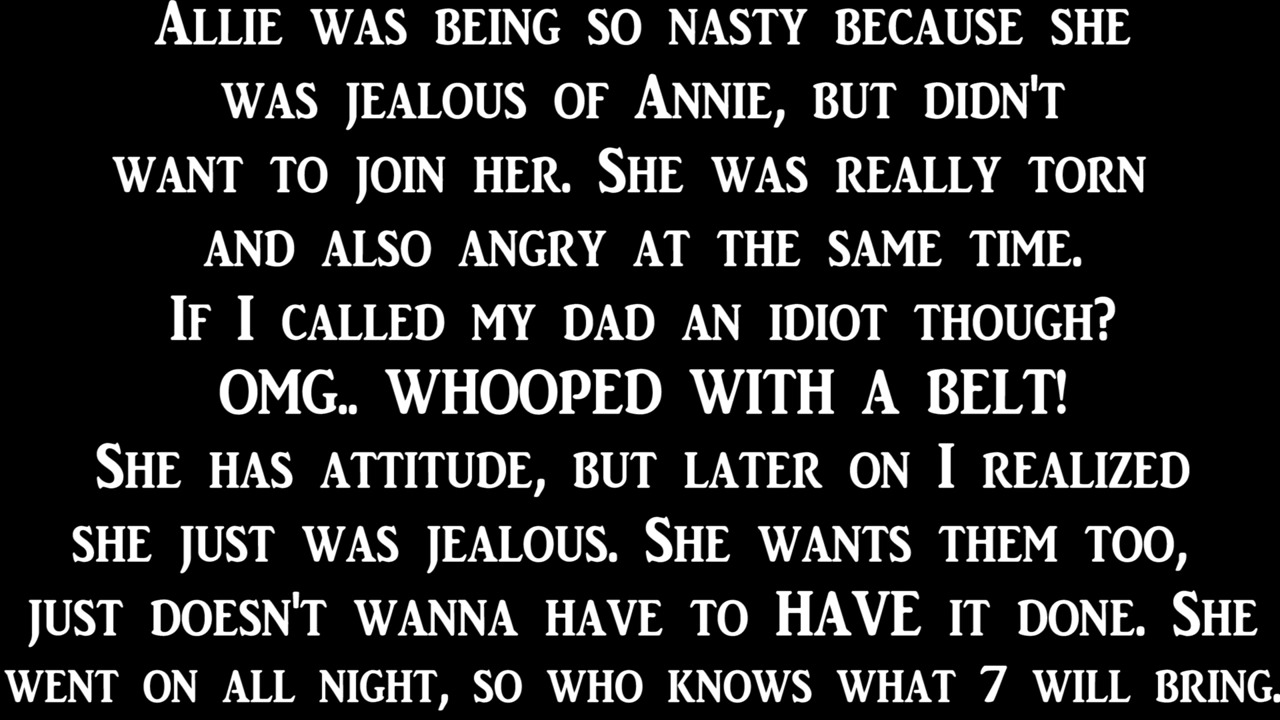 Allie was being so nasty because she
was jealous of Annie, but didn't
want to join her. She was really torn
and also angry at the same time.
If I called my dad an idiot though?
OMG.. WHOOPED WITH A BELT!
She has attitude, but later on I realized
she just was jealous. She wants them too,
just doesn't wanna have to HAVE it done. She
went on all night, so who knows what 7 will bring.